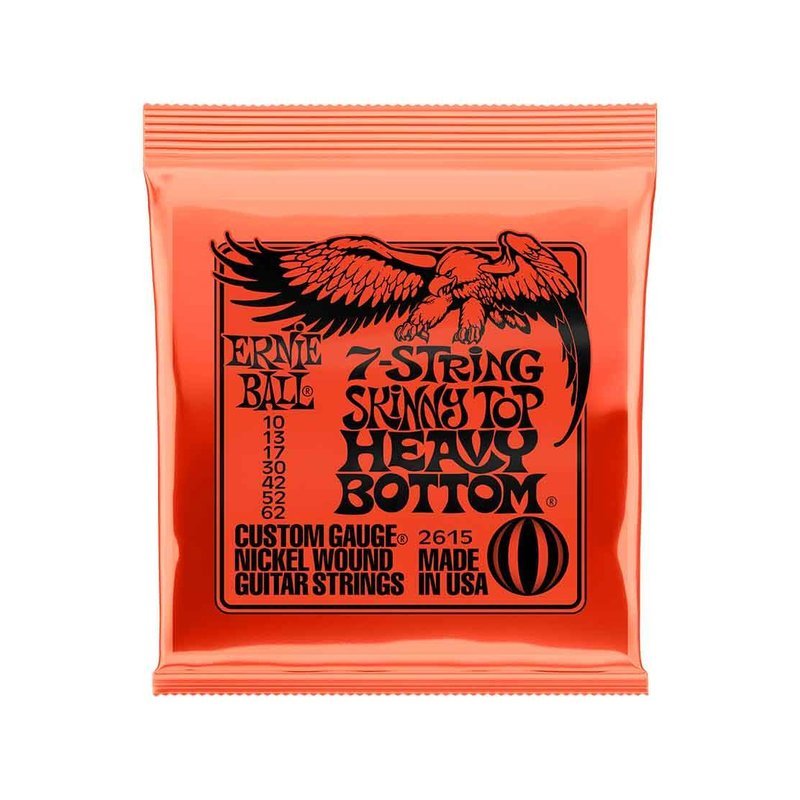 ERNIE
BALL®
7-STRING
SKINNY TOP
HEAVY
BOTTOM®
10
13
17
30
42
52
62
CUSTOM GAUGE®
NICKEL WOUND
GUITAR STRINGS
2615
MADE
IN USA